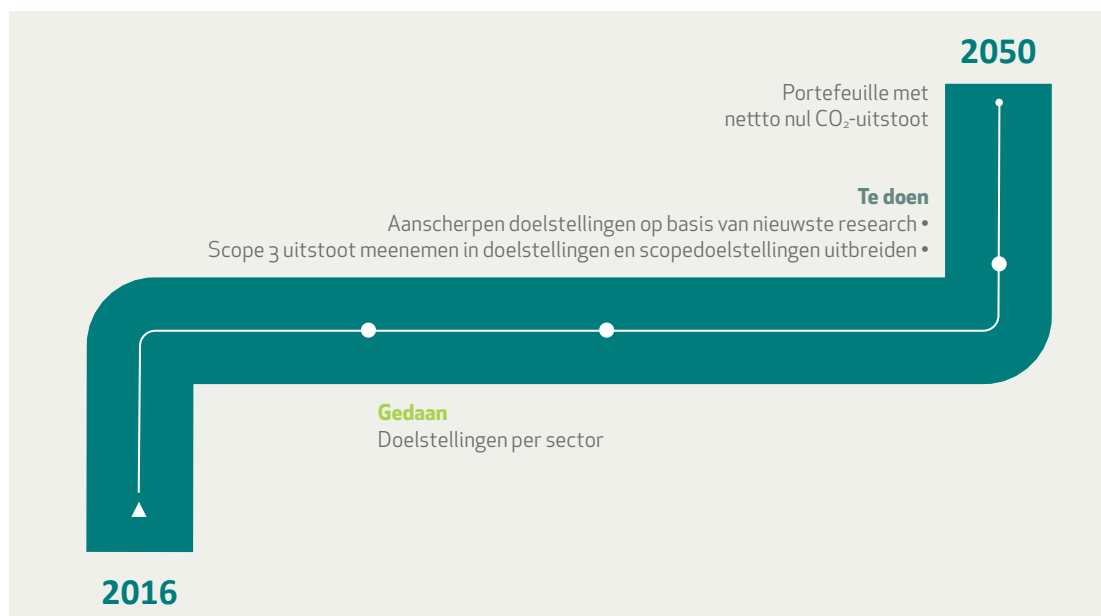 2050
Portefeuille met
nettto nul CO₂-uitstoot
Te doen
Aanscherpen doelstellingen op basis van nieuwste research •
Scope 3 uitstoot meenemen in doelstellingen en scopedoelstellingen uitbreiden •
Gedaan
Doelstellingen per sector
2016